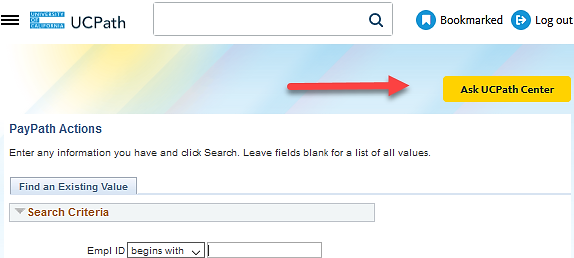 UNIVERSITY
OF
CALIFORNIA
UCPath
Bookmarked
Log out
Ask UCPath Center
PayPath Actions
Enter any information you have and click Search. Leave fields blank for a list of all values.
Find an Existing Value
Search Criteria
Empl ID begins with